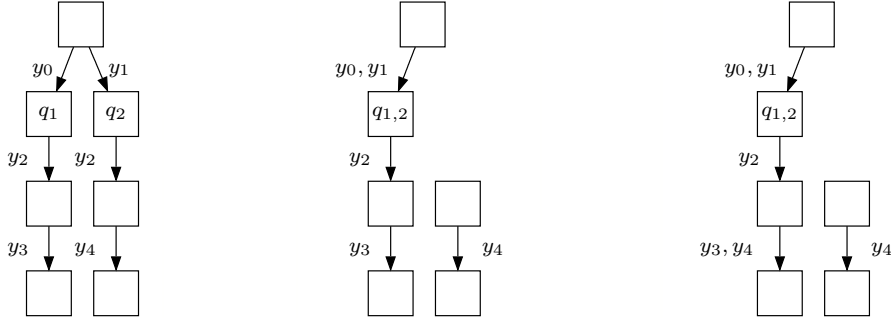 y₀ y₁ y₀, y₁ y₀, y₁
q₁ q₂ q₁,₂ q₁,₂
y₂ y₂ y₂ y₂
y₃ y₄ y₃ y₄ y₃, y₄ y₄